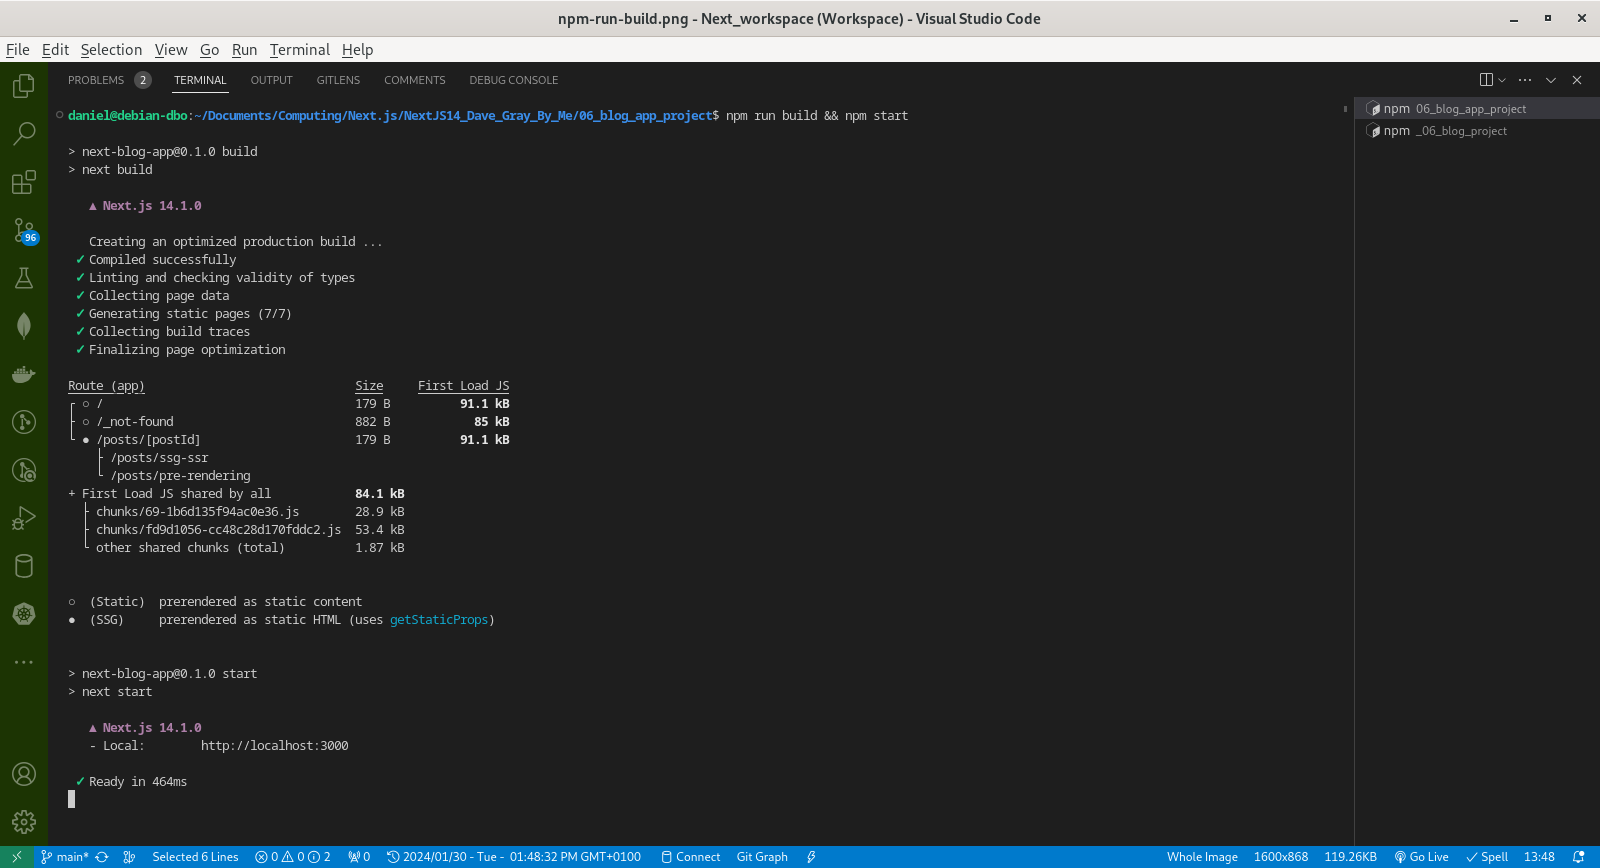 npm-run-build.png - Next_workspace (Workspace) - Visual Studio Code
File Edit Selection View Go Run Terminal Help
PROBLEMS 2 TERMINAL OUTPUT GITLENS COMMENTS DEBUG CONSOLE
daniel@debian-dbo:~/Documents/Computing/Next.js/NextJS14_Dave_Gray_By_Me/06_blog_app_project$ npm run build && npm start
npm 06_blog_app_project
npm _06_blog_project
> next-blog-app@0.1.0 build
> next build
▲ Next.js 14.1.0
Creating an optimized production build ...
✓ Compiled successfully
✓ Linting and checking validity of types
✓ Collecting page data
✓ Generating static pages (7/7)
✓ Collecting build traces
✓ Finalizing page optimization
Route (app) Size First Load JS
┌ ○ / 179 B 91.1 kB
├ ○ /_not-found 882 B 85 kB
└ ● /posts/[postId] 179 B 91.1 kB
├ /posts/ssg-ssr
└ /posts/pre-rendering
+ First Load JS shared by all 84.1 kB
├ chunks/69-1b6d135f94ac0e36.js 28.9 kB
├ chunks/fd9d1056-cc48c28d170fddc2.js 53.4 kB
└ other shared chunks (total) 1.87 kB
○ (Static) prerendered as static content
● (SSG) prerendered as static HTML (uses getStaticProps)
> next-blog-app@0.1.0 start
> next start
▲ Next.js 14.1.0
- Local: http://localhost:3000
✓ Ready in 464ms
96
main* Selected 6 Lines 0 0 2 0 2024/01/30 - Tue - 01:48:32 PM GMT+0100 Connect Git Graph Whole Image 1600x868 119.26KB Go Live Spell 13:48